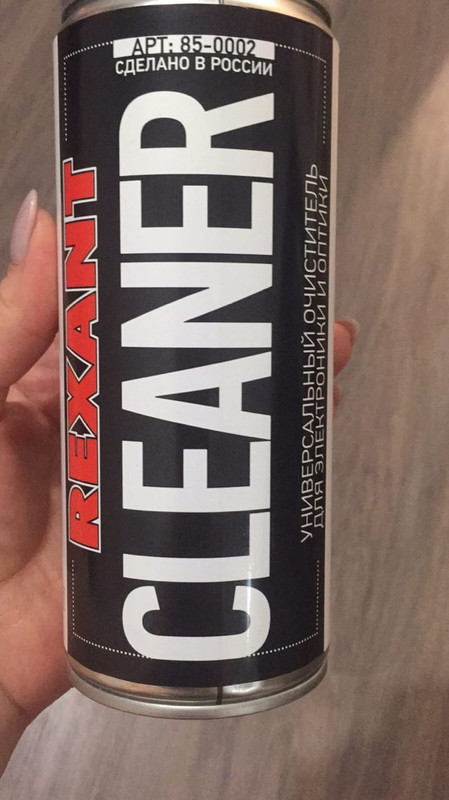 АРТ: 85-0002
СДЕЛАНО В РОССИИ
REXANT
CLEANER
УНИВЕРСАЛЬНЫЙ ОЧИСТИТЕЛЬ
ДЛЯ ЭЛЕКТРОНИКИ И ОПТИКИ